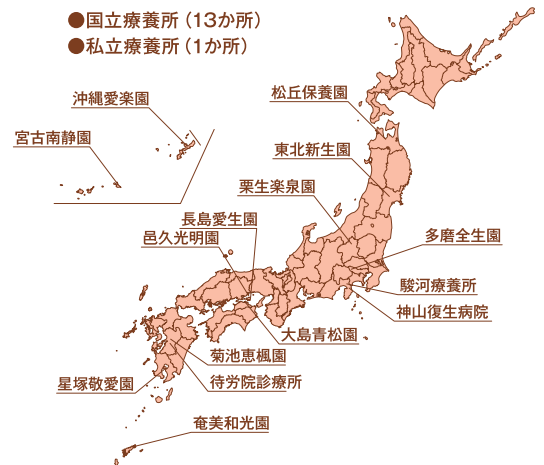 ●国立療養所（13か所）
●私立療養所（1か所）
沖縄愛楽園
宮古南静園
松丘保養園
東北新生園
栗生楽泉園
長島愛生園
邑久光明園
多磨全生園
駿河療養所
神山復生病院
大島青松園
菊池恵楓園
待労院診療所
星塚敬愛園
奄美和光園